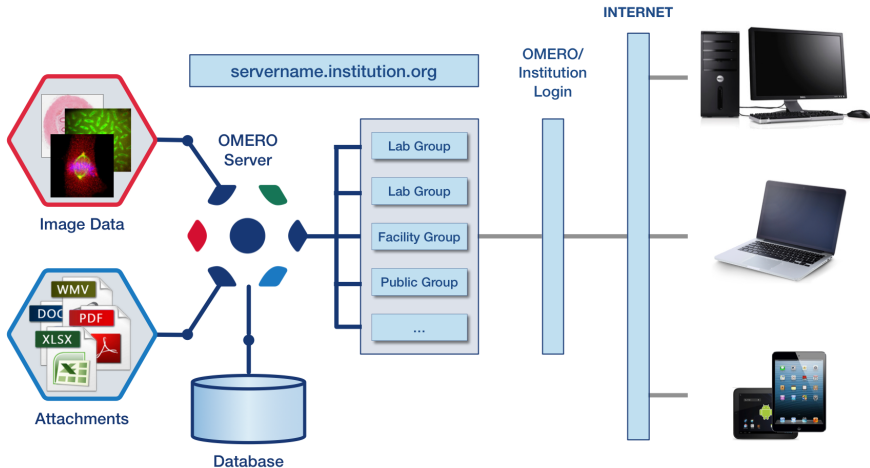 INTERNET
servername.institution.org
OMERO/
Institution
Login
OMERO
Server
Image Data
Lab Group
Lab Group
Facility Group
Public Group
...
WMV
DOC
PDF
XLSX
Attachments
Database